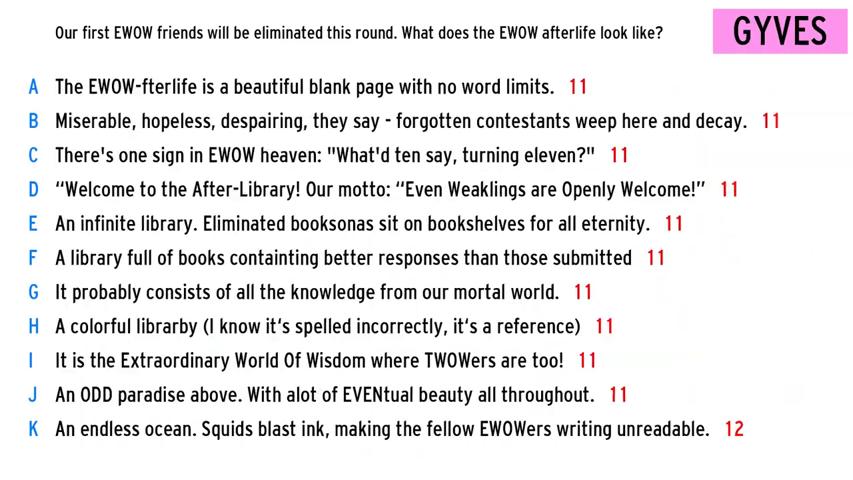 Our first EWOW friends will be eliminated this round. What does the EWOW afterlife look like?
GYVES
A The EWOW-fterlife is a beautiful blank page with no word limits. 11
B Miserable, hopeless, despairing, they say - forgotten contestants weep here and decay. 11
C There's one sign in EWOW heaven: "What'd ten say, turning eleven?" 11
D “Welcome to the After-Library! Our motto: “Even Weaklings are Openly Welcome!” 11
E An infinite library. Eliminated booksonas sit on bookshelves for all eternity. 11
F A library full of books containting better responses than those submitted 11
G It probably consists of all the knowledge from our mortal world. 11
H A colorful librarby (I know it's spelled incorrectly, it's a reference) 11
I It is the Extraordinary World Of Wisdom where TWOWers are too! 11
J An ODD paradise above. With alot of EVENtual beauty all throughout. 11
K An endless ocean. Squids blast ink, making the fellow EWOWers writing unreadable. 12